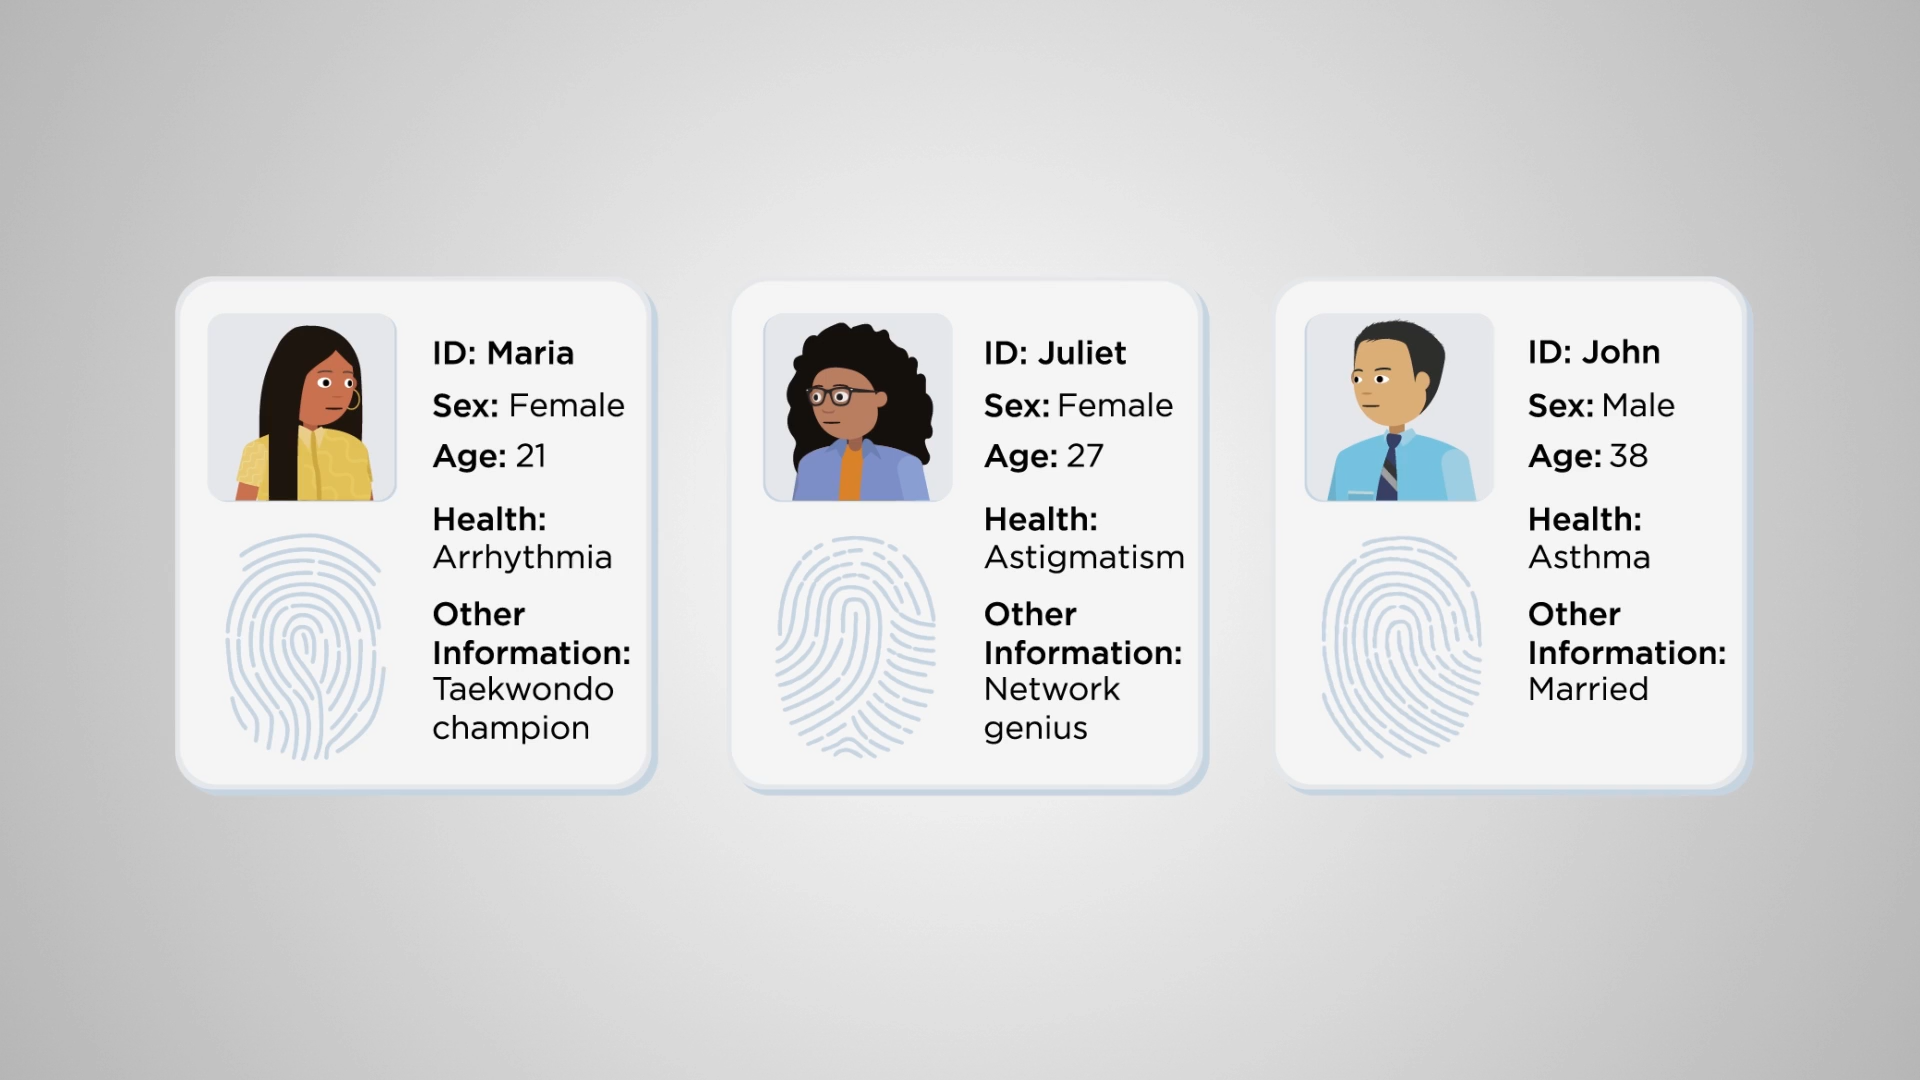 ID: Maria
Sex: Female
Age: 21
Health:
Arrhythmia
Other
Information:
Taekwondo
champion
ID: Juliet
Sex: Female
Age: 27
Health:
Astigmatism
Other
Information:
Network
genius
ID: John
Sex: Male
Age: 38
Health:
Asthma
Other
Information:
Married